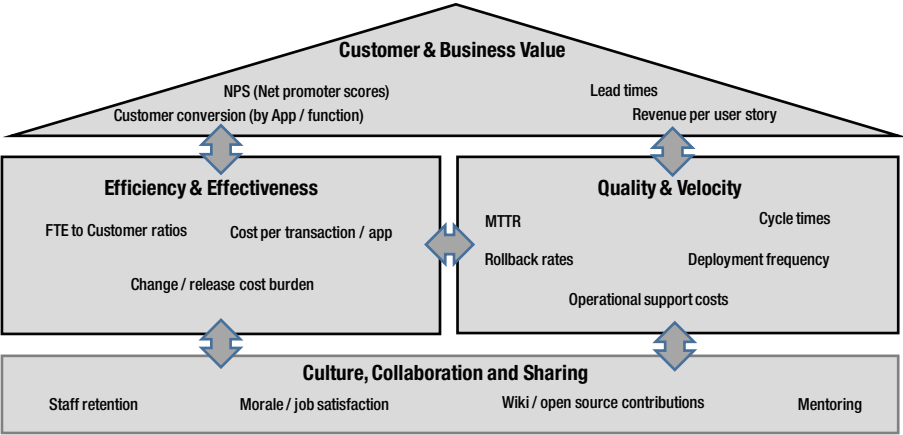 Customer & Business Value
NPS (Net promoter scores)
Lead times
Customer conversion (by App / function)
Revenue per user story
Efficiency & Effectiveness
FTE to Customer ratios
Cost per transaction / app
Change / release cost burden
Quality & Velocity
MTTR
Cycle times
Rollback rates
Deployment frequency
Operational support costs
Culture, Collaboration and Sharing
Staff retention
Morale / job satisfaction
Wiki / open source contributions
Mentoring